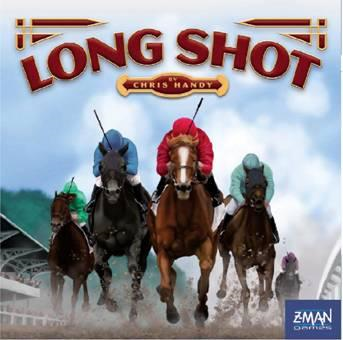 LONG SHOT
BY
CHRIS HANDY
Z-MAN
games